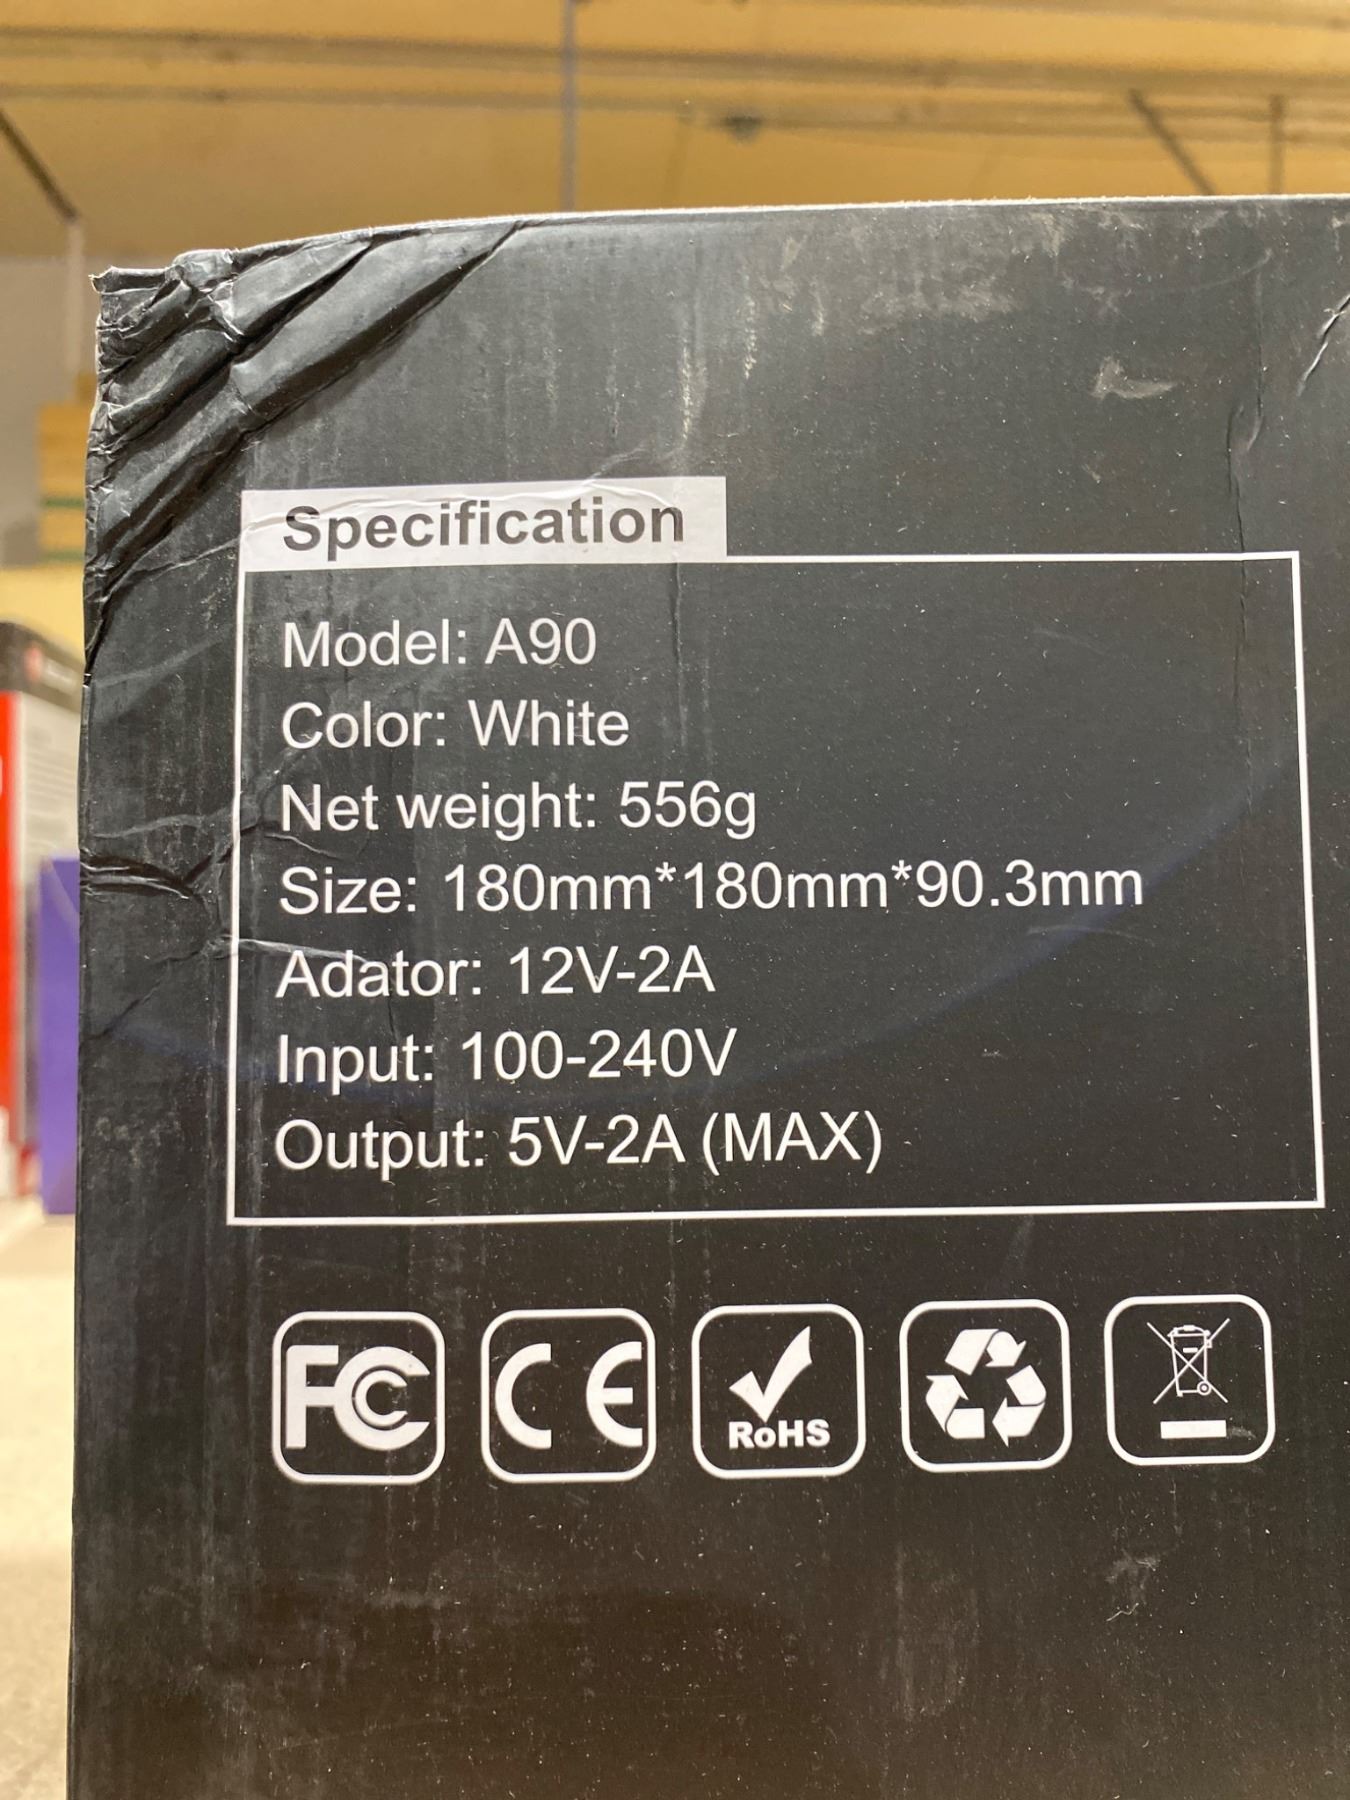 Specification
Model: A90
Color: White
Net weight: 556g
Size: 180mm*180mm*90.3mm
Adator: 12V-2A
Input: 100-240V
Output: 5V-2A (MAX)
FC CE RoHS